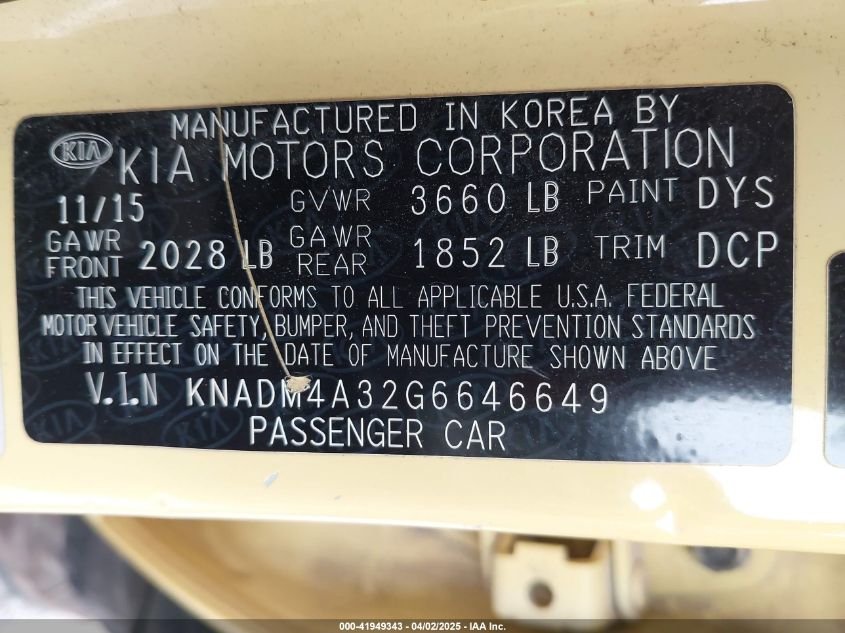 MANUFACTURED IN KOREA BY
KIA KIA MOTORS CORPORATION
11/15 GVWR 3660 LB PAINT DYS
GAWR FRONT 2028 LB GAWR REAR 1852 LB TRIM DCP
THIS VEHICLE CONFORMS TO ALL APPLICABLE U.S.A. FEDERAL
MOTOR VEHICLE SAFETY, BUMPER, AND THEFT PREVENTION STANDARDS
IN EFFECT ON THE DATE OF MANUFACTURE SHOWN ABOVE
V.I.N KNADM4A32G6646649
PASSENGER CAR
000-41949343 - 04/02/2025 - IAA Inc.